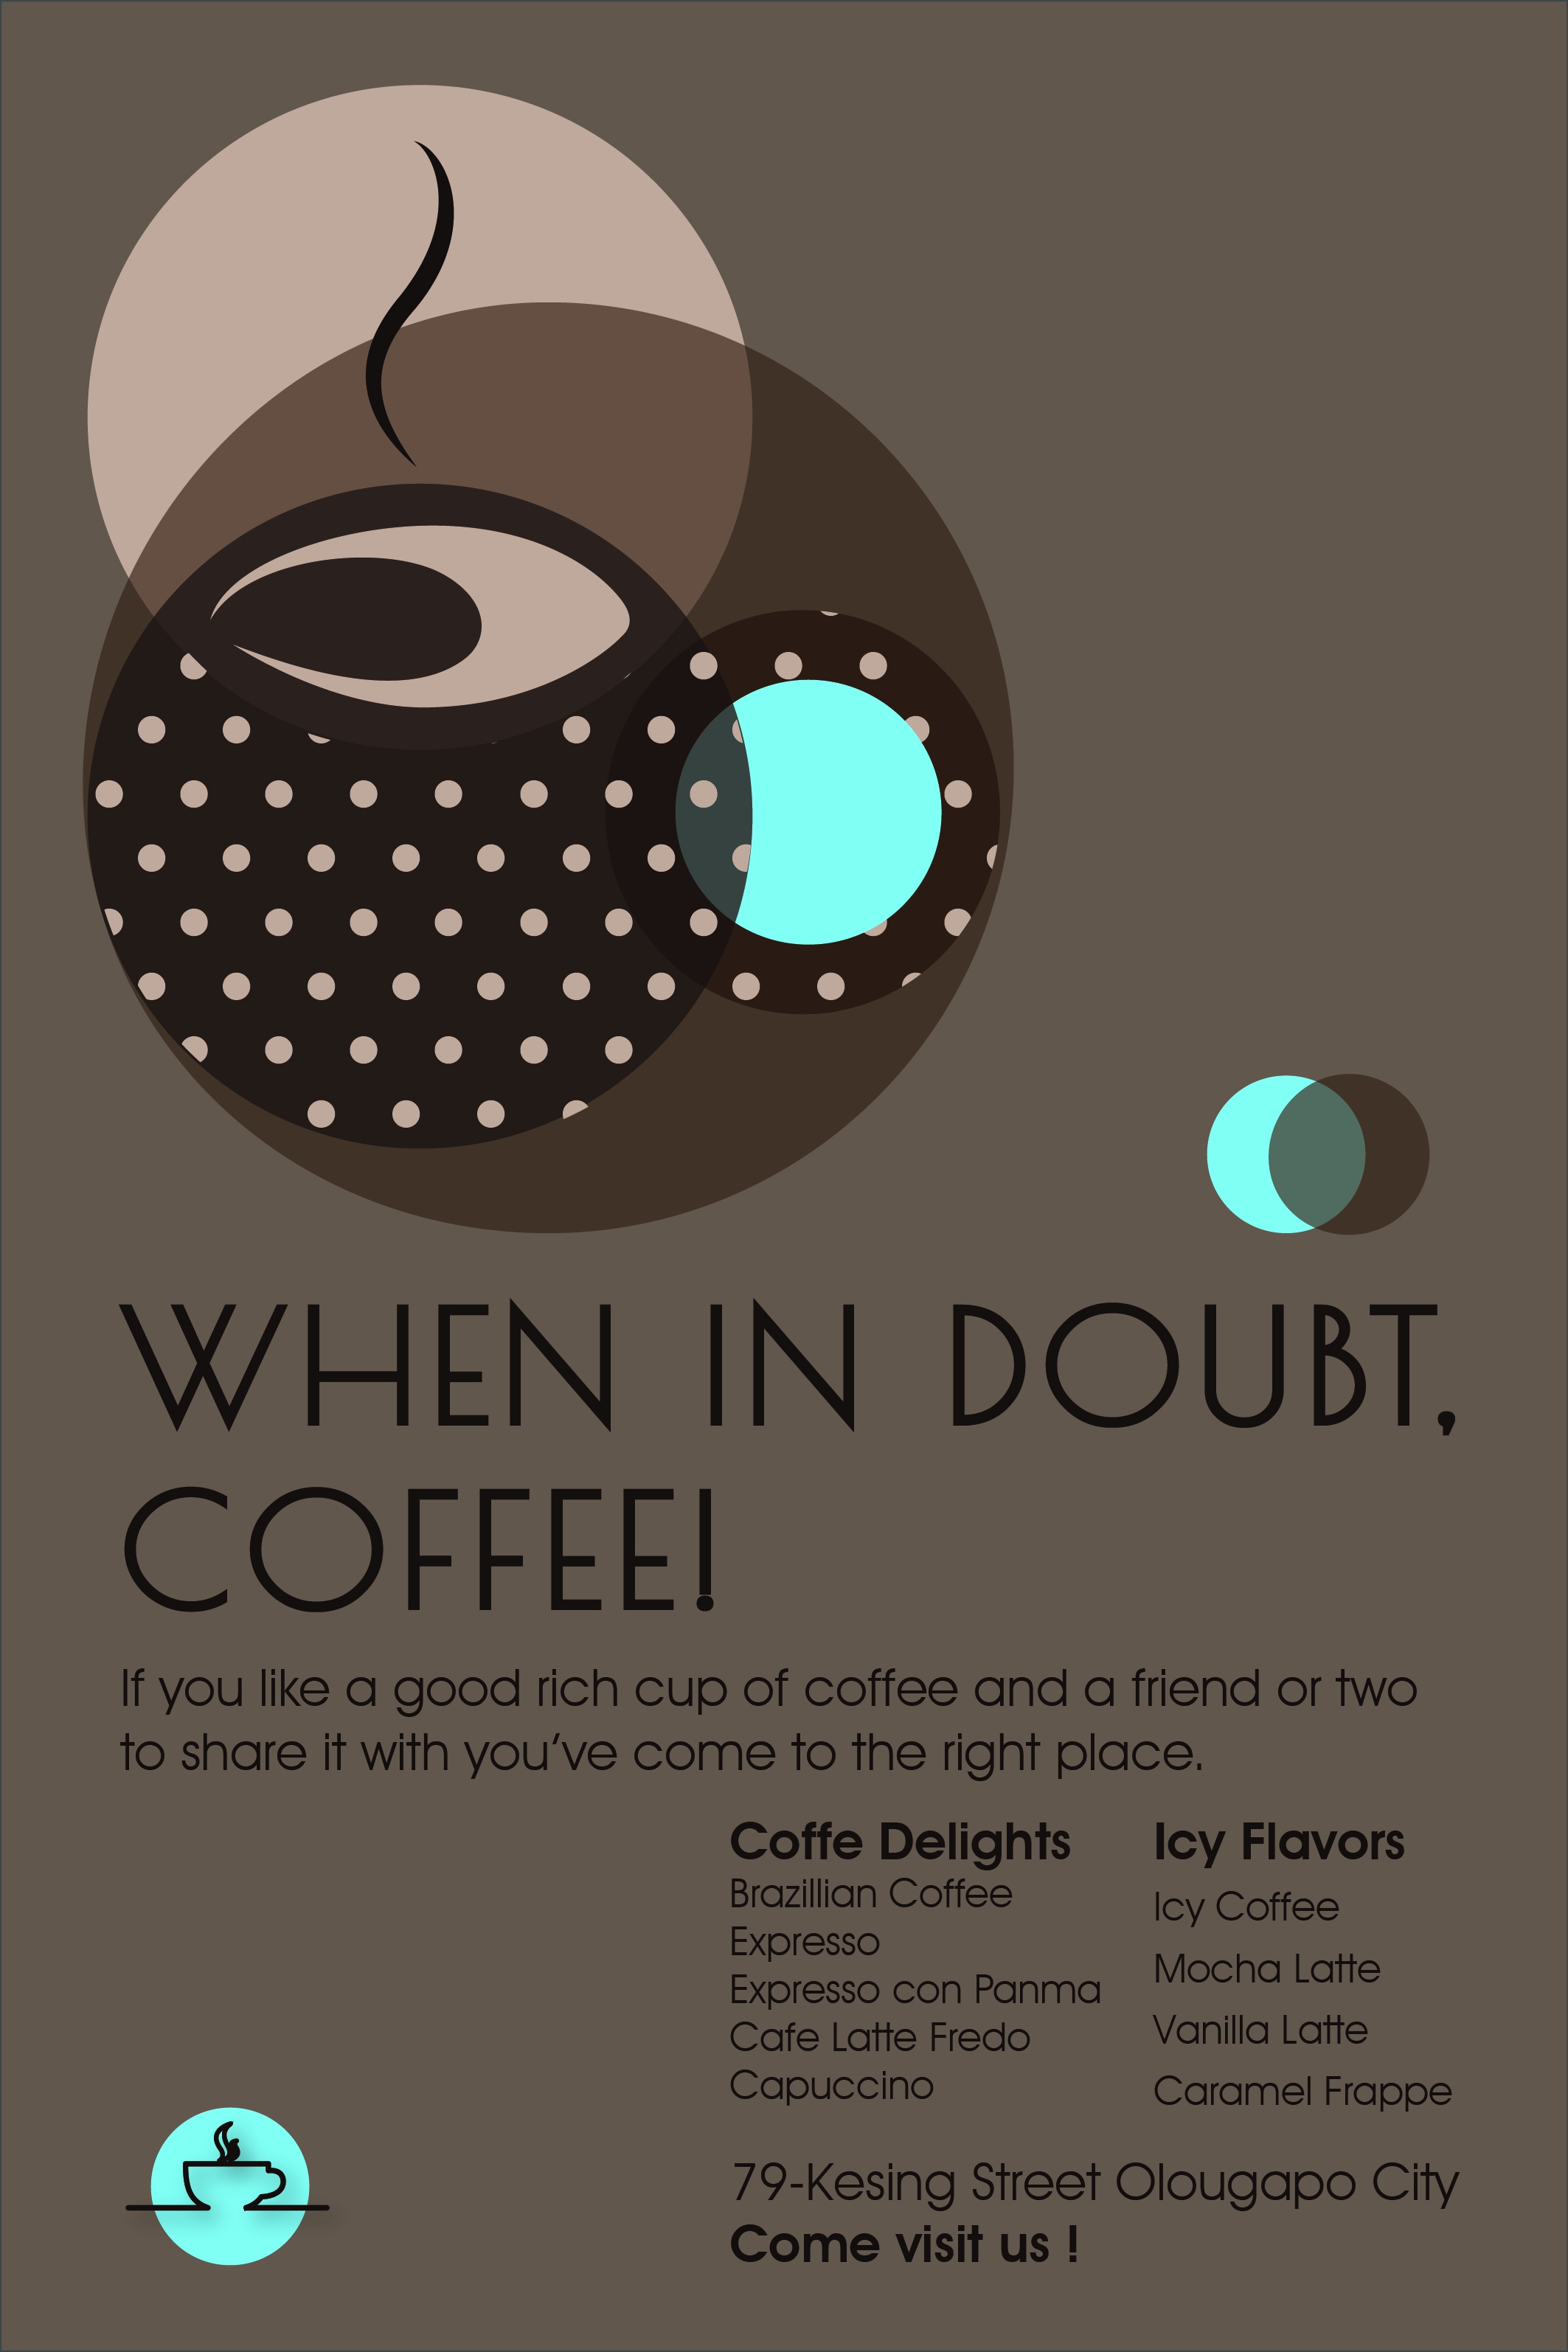 WHEN IN DOUBT,
COFFEE!
If you like a good rich cup of coffee and a friend or two
to share it with you've come to the right place.
Coffe Delights
Brazillian Coffee
Expresso
Expresso con Panma
Cafe Latte Fredo
Capuccino
Icy Flavors
Icy Coffee
Mocha Latte
Vanilla Latte
Caramel Frappe
79-Kesing Street Olougapo City
Come visit us !